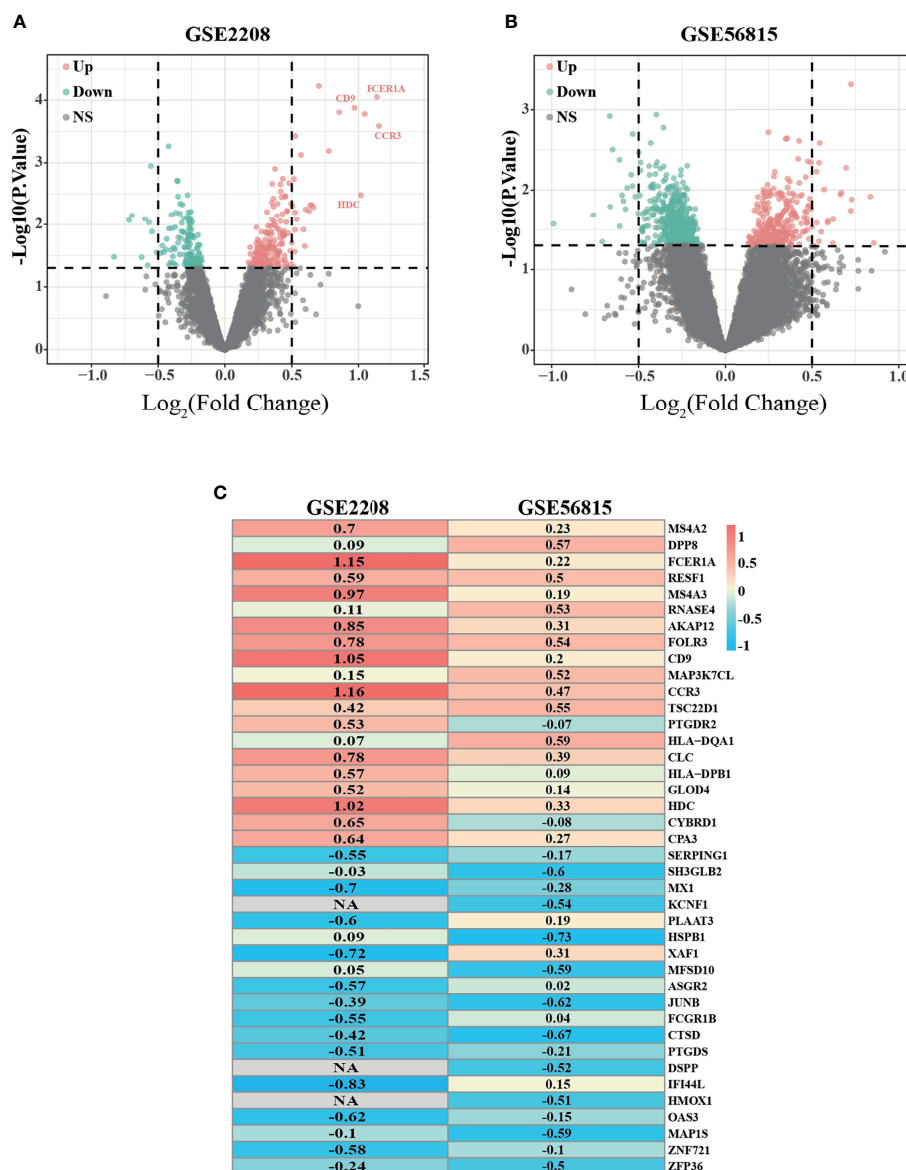 A
GSE2208
Up
Down
NS
FCER1A
CD9
CCR3
HDC
-Log10(P.Value)
4
3
2
1
0
−1.0
−0.5
0.0
0.5
1.0
1.5
Log2(Fold Change)
B
GSE56815
Up
Down
NS
-Log10(P.Value)
3
2
1
0
−1.0
−0.5
0.0
0.5
1.0
Log2(Fold Change)
C
GSE2208 GSE56815
0.7 0.23 MS4A2
0.09 0.57 DPP8
1.15 0.22 FCER1A
0.59 0.5 RESF1
0.97 0.19 MS4A3
0.11 0.53 RNASE4
0.85 0.31 AKAP12
0.78 0.54 FOLR3
1.05 0.2 CD9
0.15 0.52 MAP3K7CL
1.16 0.47 CCR3
0.42 0.55 TSC22D1
0.53 -0.07 PTGDR2
0.07 0.59 HLA−DQA1
0.78 0.39 CLC
0.57 0.09 HLA−DPB1
0.52 0.14 GLOD4
1.02 0.33 HDC
0.65 -0.08 CYBRD1
0.64 0.27 CPA3
-0.55 -0.17 SERPING1
-0.03 -0.6 SH3GLB2
-0.7 -0.28 MX1
NA -0.54 KCNF1
-0.6 0.19 PLAAT3
0.09 -0.73 HSPB1
-0.72 0.31 XAF1
0.05 -0.59 MFSD10
-0.57 0.02 ASGR2
-0.39 -0.62 JUNB
-0.55 0.04 FCGR1B
-0.42 -0.67 CTSD
-0.51 -0.21 PTGDS
NA -0.52 DSPP
-0.83 0.15 IFI44L
NA -0.51 HMOX1
-0.62 -0.15 OAS3
-0.1 -0.59 MAP1S
-0.58 -0.1 ZNF721
-0.24 -0.5 ZFP36
1
0.5
0
-0.5
-1